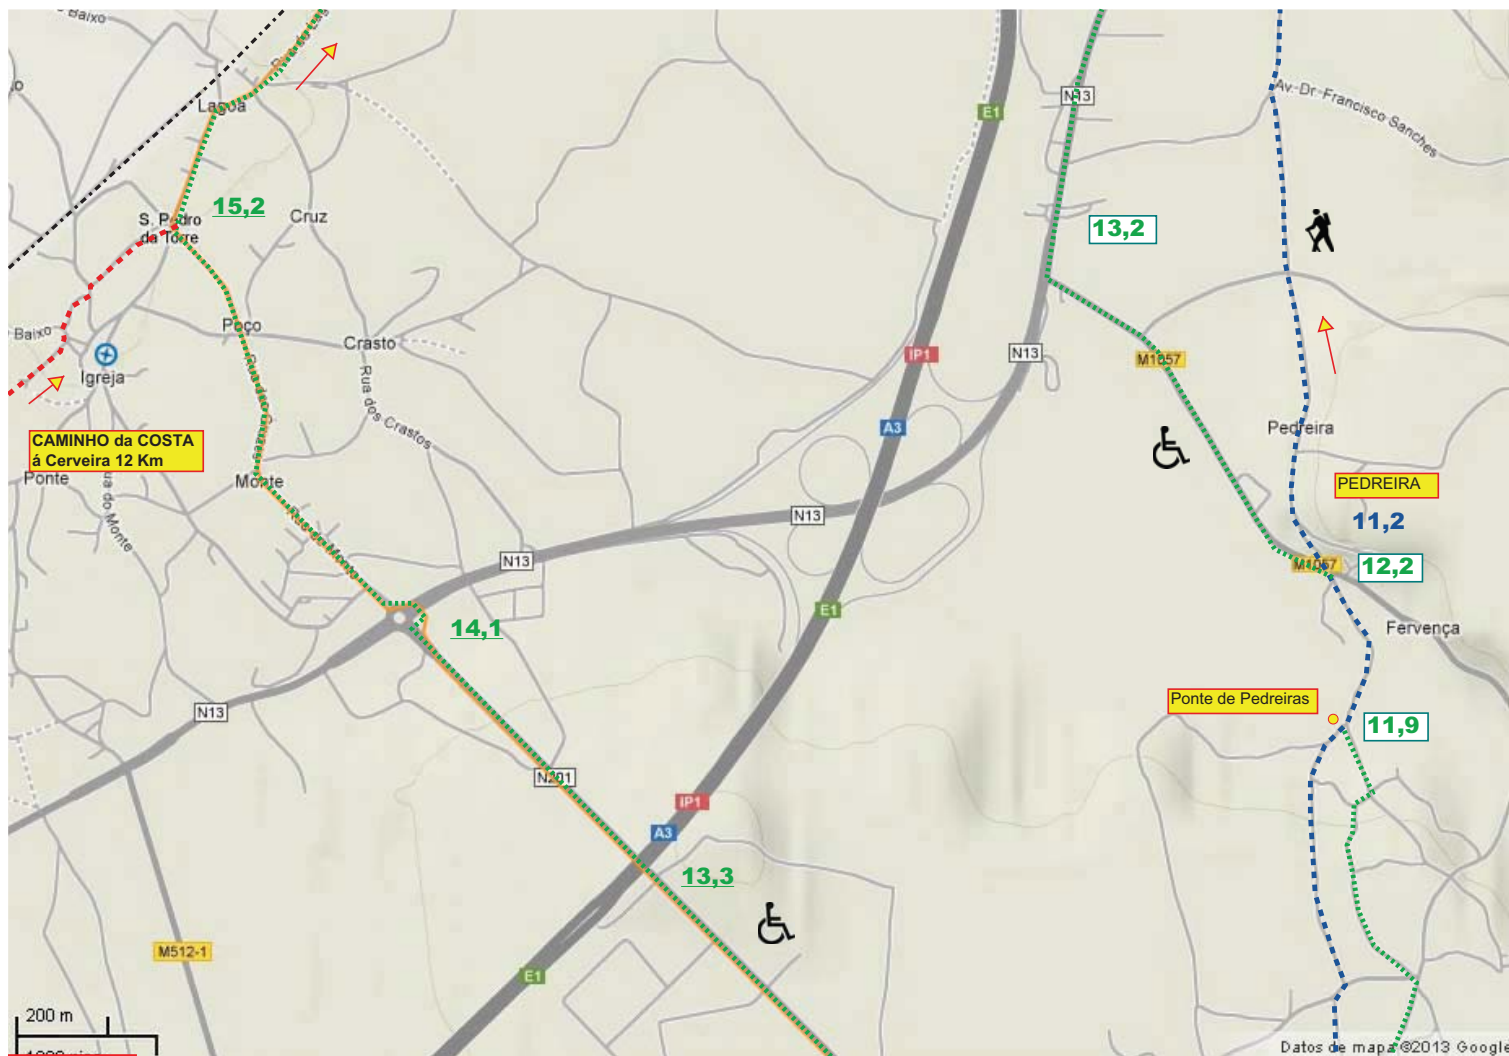 Baixo
Lagoa
N13
E1
Av. Dr. Francisco Sanches
15,2
Cruz
S. Pedro
da Torre
13,2
Baixo
Poço
Crasto
Igreja
IP1
N13
M1057
Rua dos Crastos
A3
Pedreira
CAMINHO da COSTA
á Cerveira 12 Km
Ponte
Monte
PEDREIRA
11,2
N13
N13
M1057
12,2
E1
14,1
Fervença
Ponte de Pedreiras
11,9
N13
N201
IP1
A3
13,3
M512-1
E1
200 m
Datos de mapa ©2013 Google